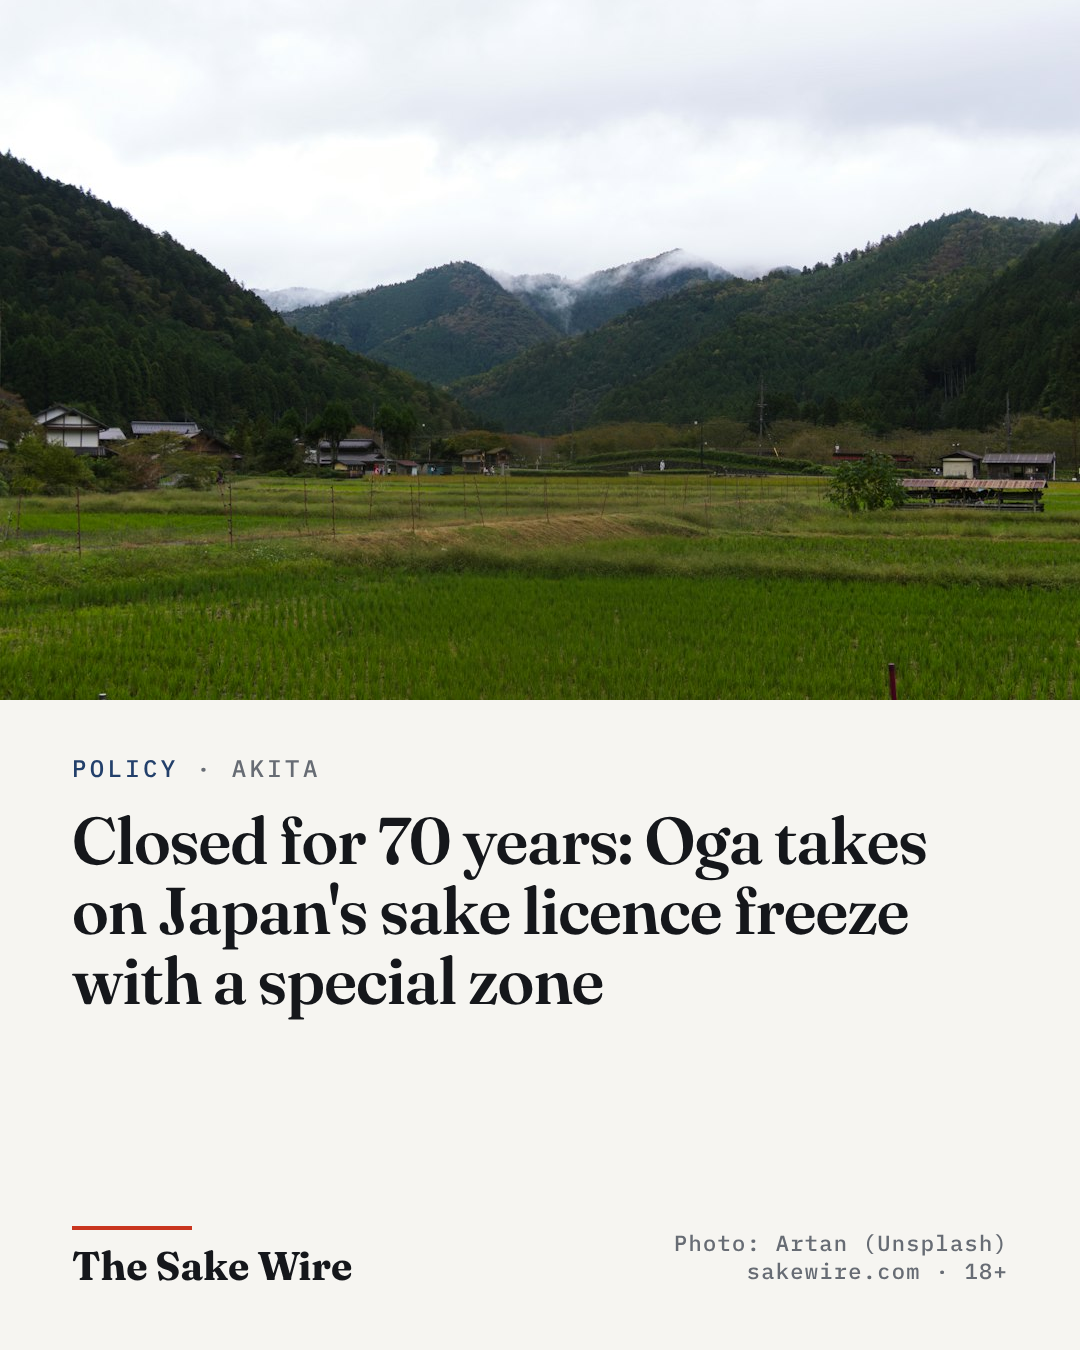 POLICY · AKITA
Closed for 70 years: Oga takes
on Japan's sake licence freeze
with a special zone
The Sake Wire
Photo: Artan (Unsplash)
sakewire.com · 18+